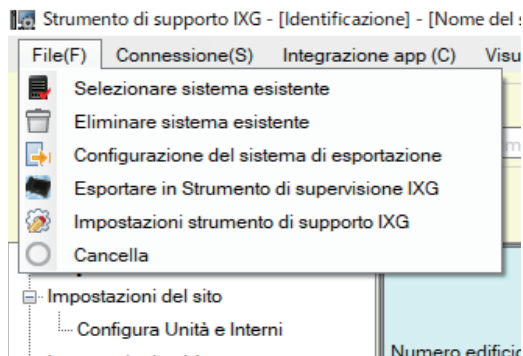 Strumento di supporto IXG - [Identificazione] - [Nome del
File(F) Connessione(S) Integrazione app (C)
Selezionare sistema esistente
Eliminare sistema esistente
Configurazione del sistema di esportazione
Esportare in Strumento di supervisione IXG
Impostazioni strumento di supporto IXG
Cancella
Impostazioni del sito
Configura Unità e Interni
Numero edificio